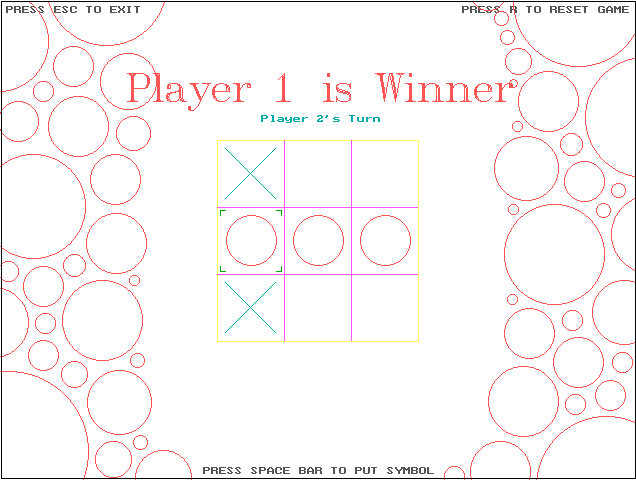 PRESS ESC TO EXIT
PRESS R TO RESET GAME
Player 1 is Winner
Player 2's Turn
PRESS SPACE BAR TO PUT SYMBOL